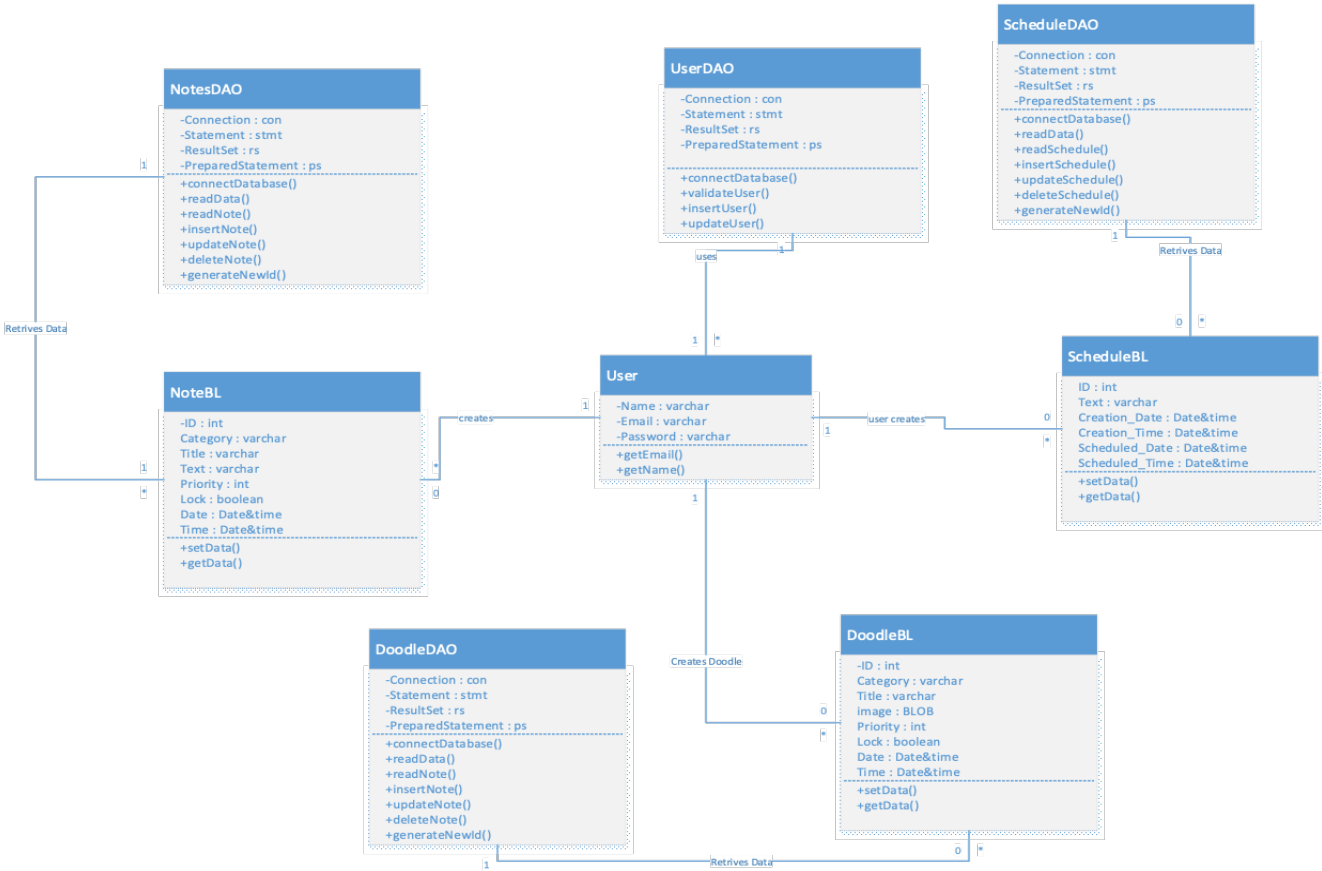 ScheduleDAO
-Connection : con
-Statement : stmt
-ResultSet : rs
-PreparedStatement : ps
+connectDatabase()
+readData()
+readSchedule()
+insertSchedule()
+updateSchedule()
+deleteSchedule()
+generateNewId()
1
Retrives Data
0 *
UserDAO
-Connection : con
-Statement : stmt
-ResultSet : rs
-PreparedStatement : ps
+connectDatabase()
+validateUser()
+insertUser()
+updateUser()
1
uses
1 *
NotesDAO
-Connection : con
-Statement : stmt
-ResultSet : rs
-PreparedStatement : ps
+connectDatabase()
+readData()
+readNote()
+insertNote()
+updateNote()
+deleteNote()
+generateNewId()
1
Retrives Data
1
*
NoteBL
-ID : int
Category : varchar
Title : varchar
Text : varchar
Priority : int
Lock : boolean
Date : Date&time
Time : Date&time
+setData()
+getData()
*
0
creates
1
User
-Name : varchar
-Email : varchar
-Password : varchar
+getEmail()
+getName()
1
user creates
0
*
ScheduleBL
ID : int
Text : varchar
Creation_Date : Date&time
Creation_Time : Date&time
Scheduled_Date : Date&time
Scheduled_Time : Date&time
+setData()
+getData()
1
Creates Doodle
0
*
DoodleBL
-ID : int
Category : varchar
Title : varchar
image : BLOB
Priority : int
Lock : boolean
Date : Date&time
Time : Date&time
+setData()
+getData()
DoodleDAO
-Connection : con
-Statement : stmt
-ResultSet : rs
-PreparedStatement : ps
+connectDatabase()
+readData()
+readNote()
+insertNote()
+updateNote()
+deleteNote()
+generateNewId()
1
Retrives Data
0 *